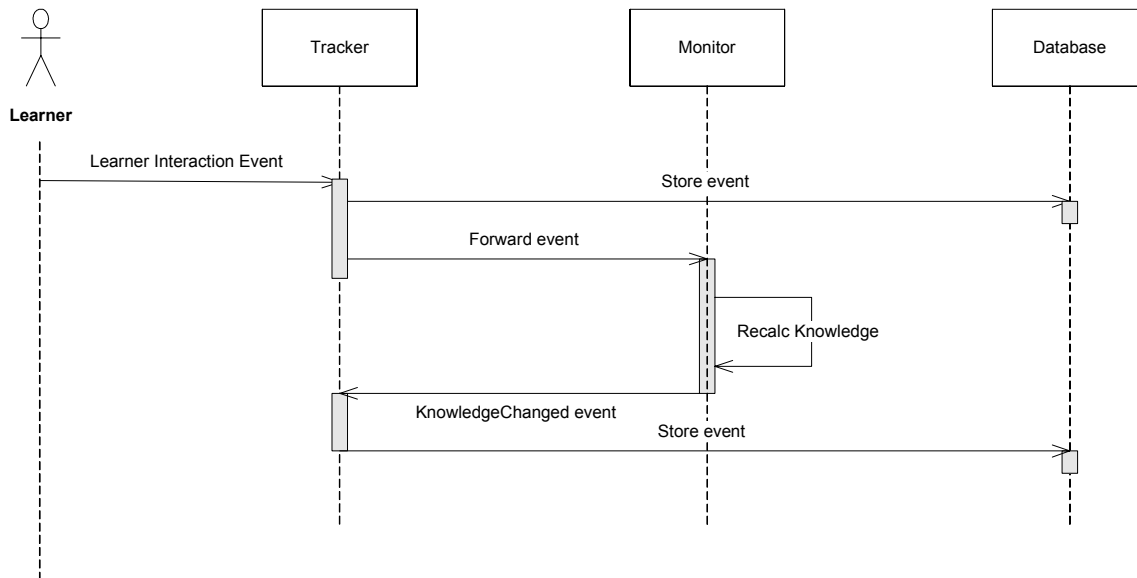 Tracker
Monitor
Database
Learner
Learner Interaction Event
Store event
Forward event
Recalc Knowledge
KnowledgeChanged event
Store event